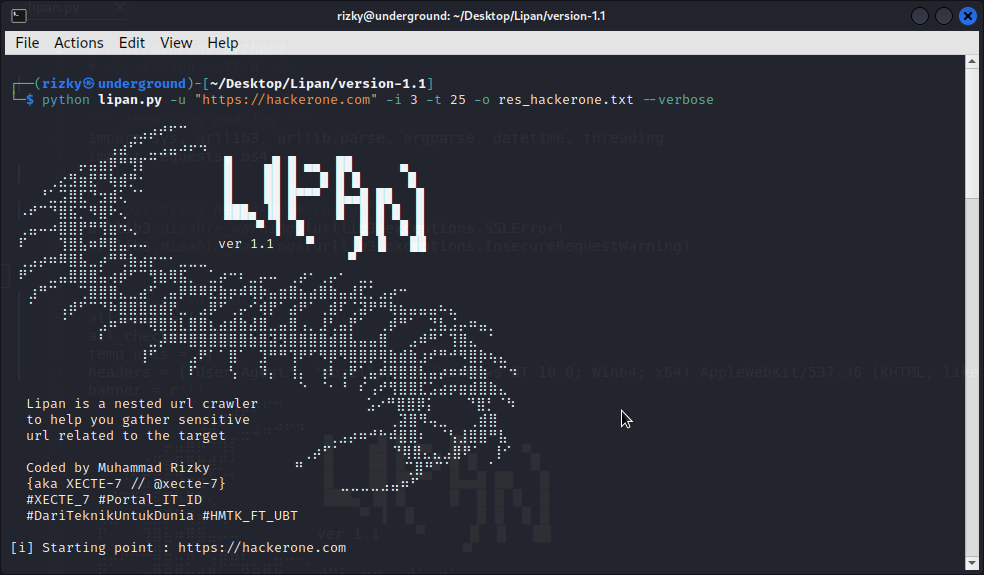 rizky@underground: ~/Desktop/Lipan/version-1.1
File Actions Edit View Help
┌──(rizky㉿underground)-[~/Desktop/Lipan/version-1.1]
└─$ python lipan.py -u "https://hackerone.com" -i 3 -t 25 -o res_hackerone.txt --verbose
LIPAN
ver 1.1
Lipan is a nested url crawler
to help you gather sensitive
url related to the target
Coded by Muhammad Rizky
{aka XECTE-7 // @xecte-7}
#XECTE_7 #Portal_IT_ID
#DariTeknikUntukDunia #HMTK_FT_UBT
[i] Starting point : https://hackerone.com